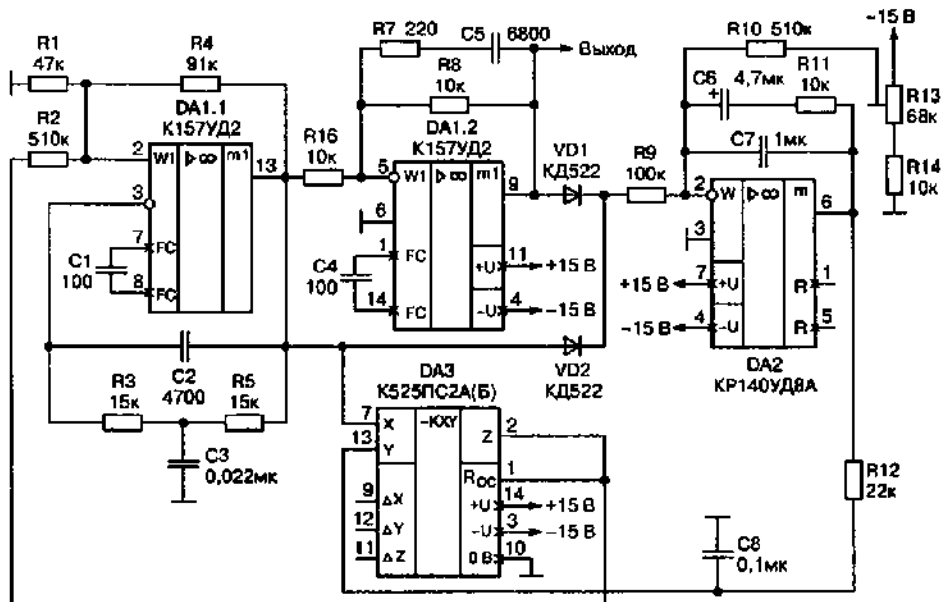 R1
47к
R2
510к
R4
91к
DA1.1
К157УД2
2
W1
▷∞
m1
13
3
7
FC
8
FC
C1
100
C2
4700
R3
15к
R5
15к
C3
0,022мк
R16
10к
R7 220
C5
6800
Выход
R8
10к
DA1.2
К157УД2
5
W1
▷∞
m1
9
6
1
FC
14
FC
+U
11
+15 В
-U
4
-15 В
C4
100
VD1
КД522
VD2
КД522
R9
100к
R10 510к
C6
+
4,7мк
R11
10к
C7
1мк
-15 В
R13
68к
R14
10к
2
W
▷∞
m
6
3
+15 В
7
+U
R
1
-15 В
4
-U
R
5
DA2
КР140УД8А
DA3
К525ПС2А(Б)
7
X
-KXY
Z
2
13
Y
Rос
1
9
ΔX
+U
14
+15 В
12
ΔY
-U
3
-15 В
11
ΔZ
0В
10
R12
22к
C8
0,1мк